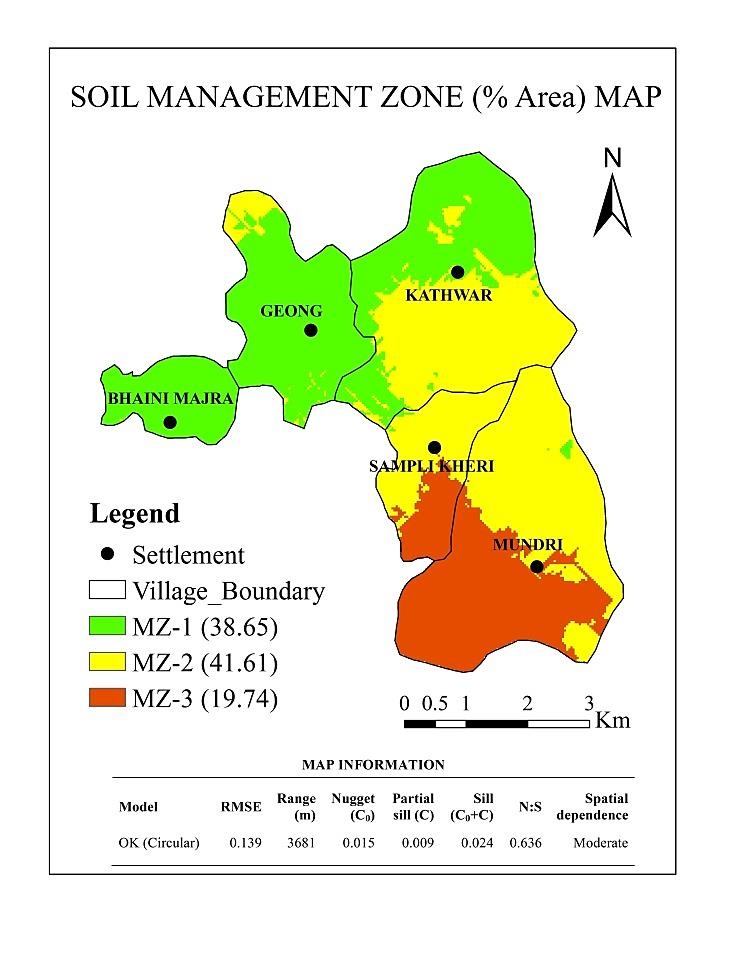 SOIL MANAGEMENT ZONE (% Area) MAP
N
KATHWAR
GEONG
BHAINI MAJRA
SAMPLI KHERI
MUNDRI
Legend
Settlement
Village_Boundary
MZ-1 (38.65)
MZ-2 (41.61)
MZ-3 (19.74)
0 0.5 1 2 3 Km
MAP INFORMATION
Model RMSE Range (m) Nugget (C₀) Partial sill (C) Sill (C₀+C) N:S Spatial dependence
OK (Circular) 0.139 3681 0.015 0.009 0.024 0.636 Moderate